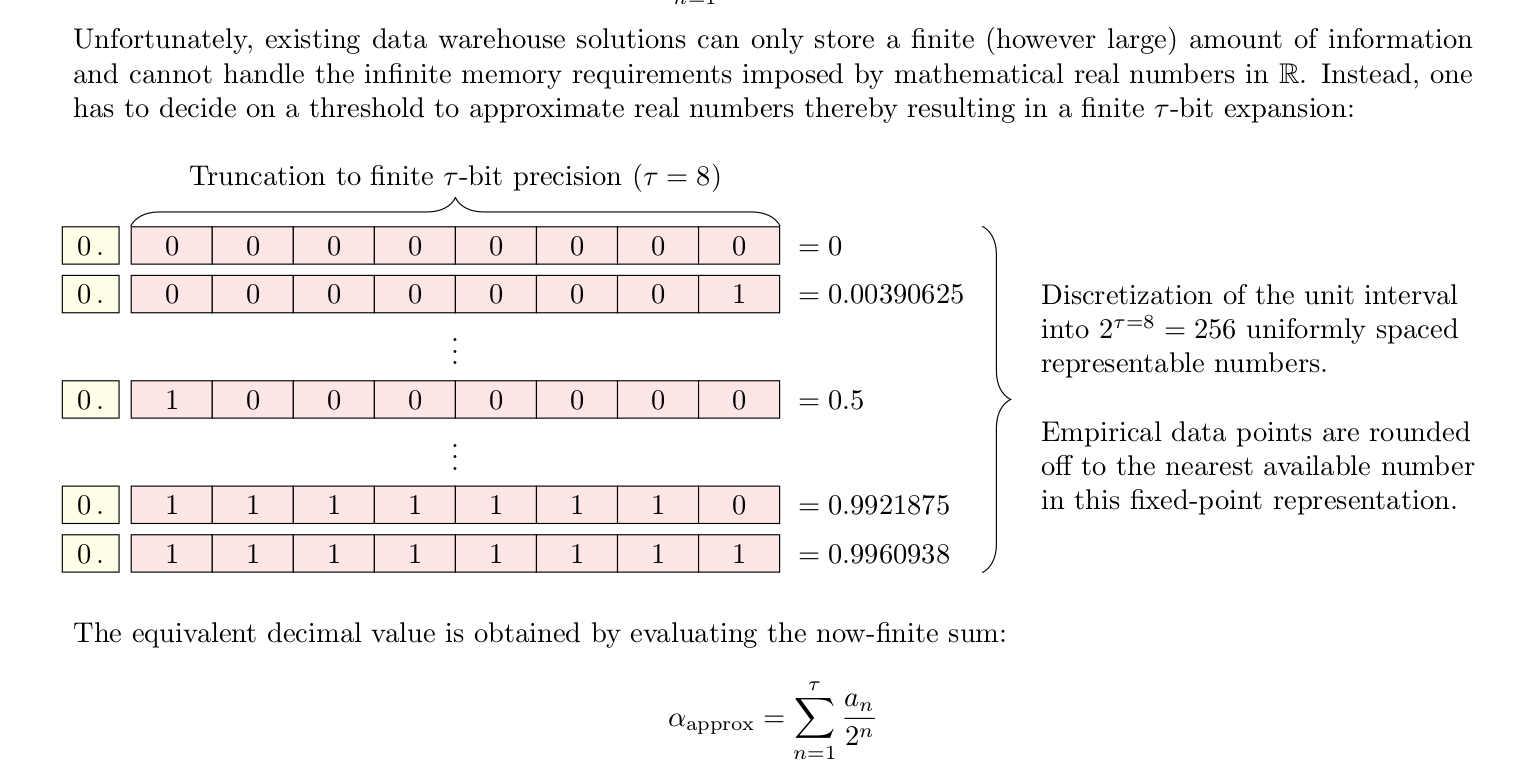 n=1
Unfortunately, existing data warehouse solutions can only store a finite (however large) amount of information
and cannot handle the infinite memory requirements imposed by mathematical real numbers in ℝ. Instead, one
has to decide on a threshold to approximate real numbers thereby resulting in a finite τ-bit expansion:
Truncation to finite τ-bit precision (τ = 8)
0. 0 0 0 0 0 0 0 0 = 0
0. 0 0 0 0 0 0 0 1 = 0.00390625
⋮
0. 1 0 0 0 0 0 0 0 = 0.5
⋮
0. 1 1 1 1 1 1 1 0 = 0.9921875
0. 1 1 1 1 1 1 1 1 = 0.9960938
Discretization of the unit interval
into 2^{τ=8} = 256 uniformly spaced
representable numbers.
Empirical data points are rounded
off to the nearest available number
in this fixed-point representation.
The equivalent decimal value is obtained by evaluating the now-finite sum:
α_{approx} = \sum_{n=1}^{τ} \frac{a_n}{2^n}